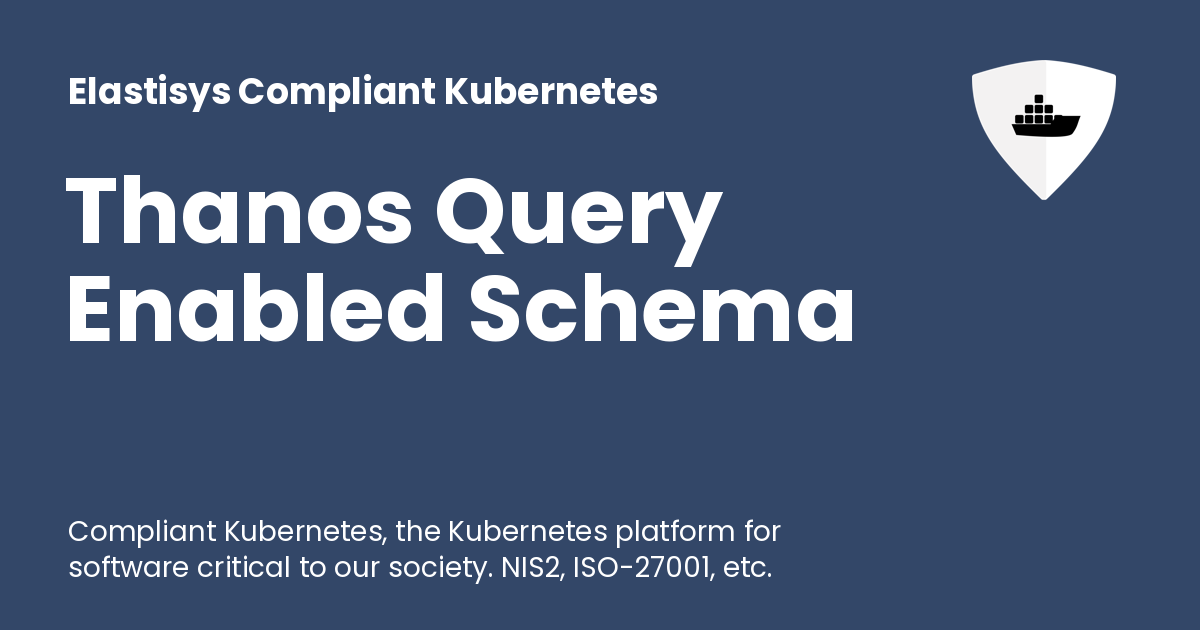 Elastisys Compliant Kubernetes
Thanos Query
Enabled Schema
Compliant Kubernetes, the Kubernetes platform for
software critical to our society. NIS2, ISO-27001, etc.